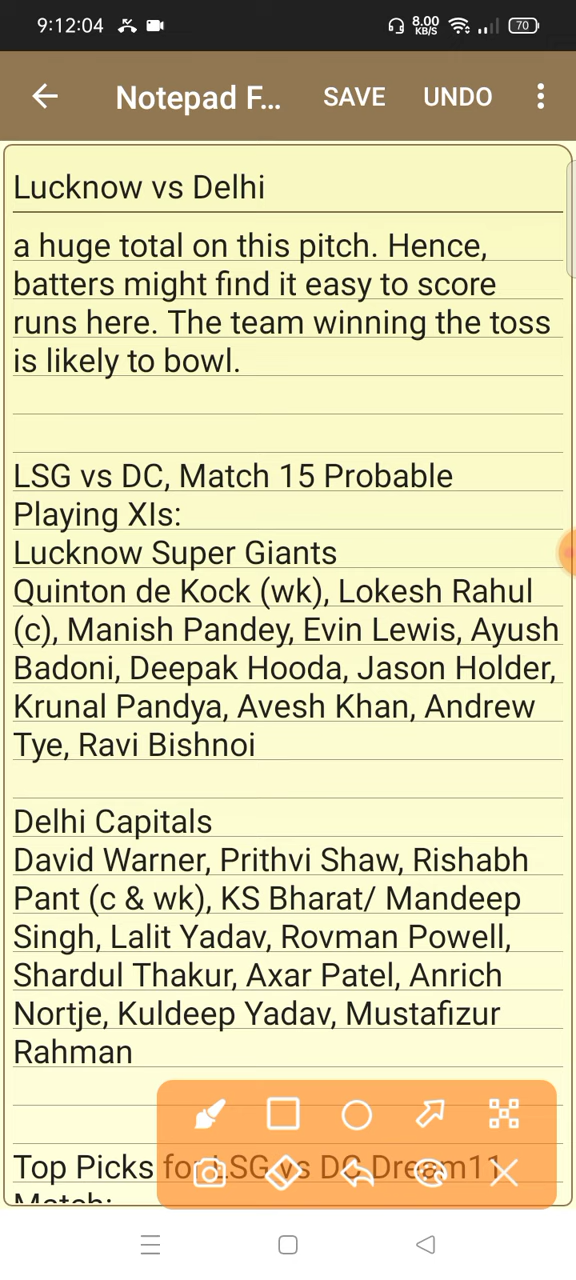 9:12:04 8.00 KB/S 70
Notepad F... SAVE UNDO
Lucknow vs Delhi
a huge total on this pitch. Hence,
batters might find it easy to score
runs here. The team winning the toss
is likely to bowl.
LSG vs DC, Match 15 Probable
Playing XIs:
Lucknow Super Giants
Quinton de Kock (wk), Lokesh Rahul
(c), Manish Pandey, Evin Lewis, Ayush
Badoni, Deepak Hooda, Jason Holder,
Krunal Pandya, Avesh Khan, Andrew
Tye, Ravi Bishnoi
Delhi Capitals
David Warner, Prithvi Shaw, Rishabh
Pant (c & wk), KS Bharat/ Mandeep
Singh, Lalit Yadav, Rovman Powell,
Shardul Thakur, Axar Patel, Anrich
Nortje, Kuldeep Yadav, Mustafizur
Rahman
Top Picks for LSG vs DC Dream11
Match: